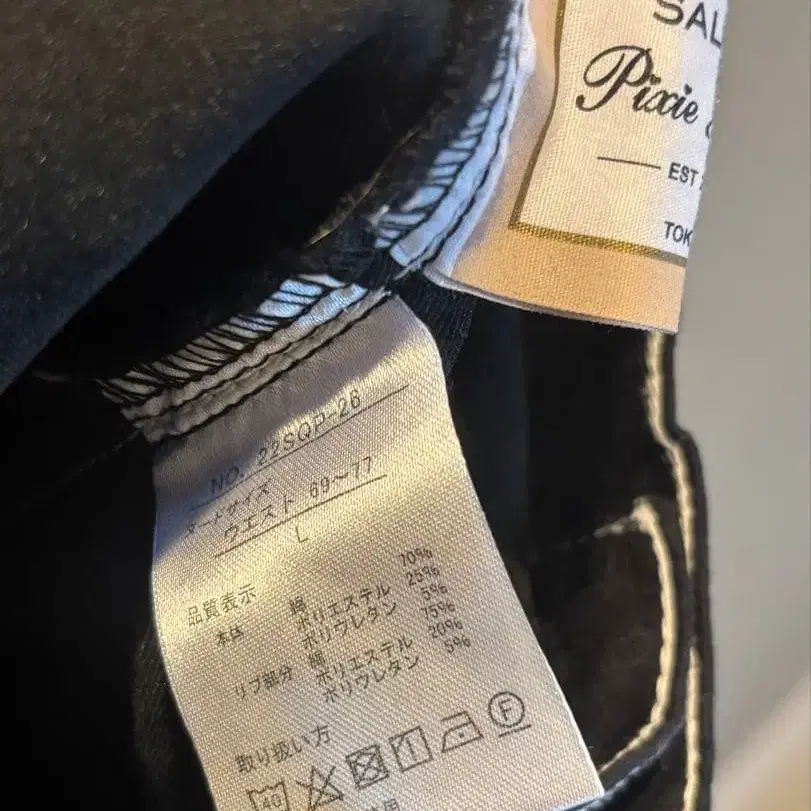 SAL
Pixie
EST
TOK
NO. 22SQP-26
ヌードサイズ
ウエスト 69～77
L
品質表示
本体 綿 70%
ポリエステル 25%
ポリウレタン 5%
リブ部分 綿 75%
ポリエステル 20%
ポリウレタン 5%
取り扱い方
40
F